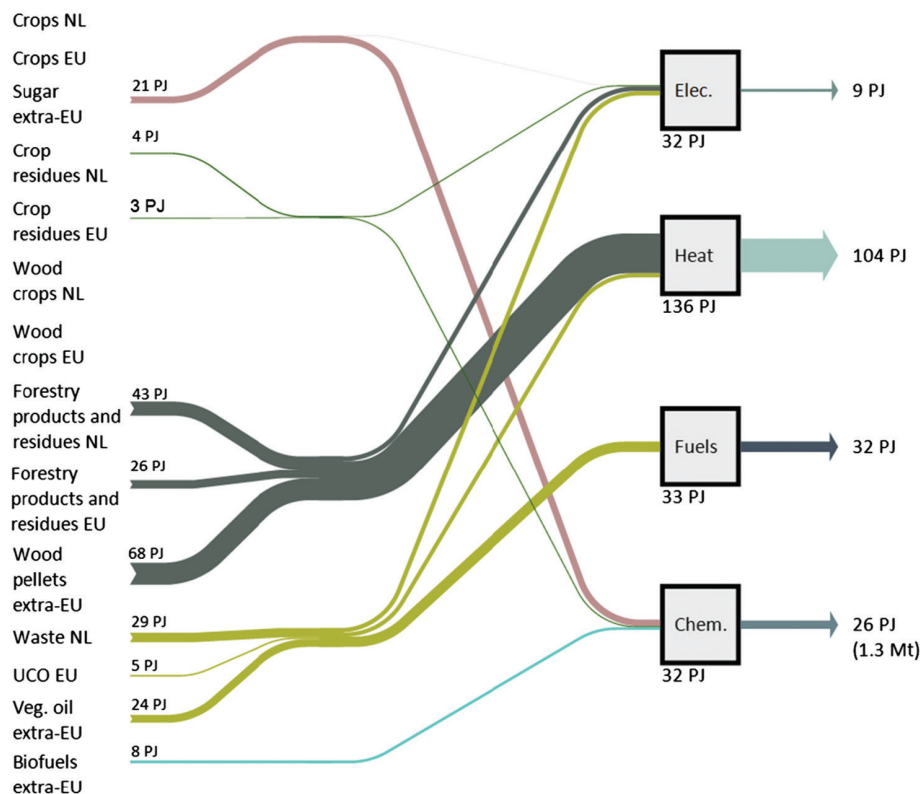 Crops NL
Crops EU
Sugar
extra-EU
21 PJ
Crop
residues NL
4 PJ
Crop
residues EU
3 PJ
Wood
crops NL
Wood
crops EU
Forestry
products and
residues NL
43 PJ
Forestry
products and
residues EU
26 PJ
Wood
pellets
extra-EU
68 PJ
Waste NL
29 PJ
UCO EU
5 PJ
Veg. oil
extra-EU
24 PJ
Biofuels
extra-EU
8 PJ
Elec.
32 PJ
9 PJ
Heat
136 PJ
104 PJ
Fuels
33 PJ
32 PJ
Chem.
32 PJ
26 PJ
(1.3 Mt)